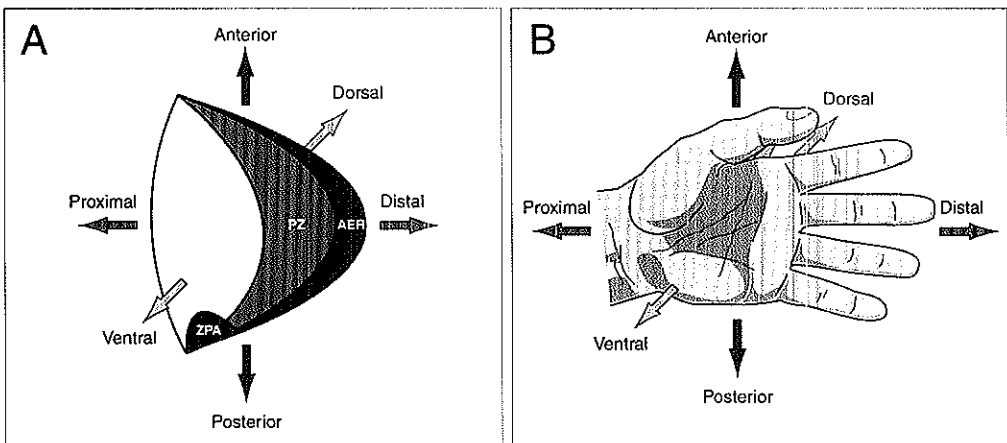 A
Anterior
Dorsal
Proximal
PZ
AER
Distal
Ventral
ZPA
Posterior
B
Anterior
Dorsal
Proximal
Distal
Ventral
Posterior